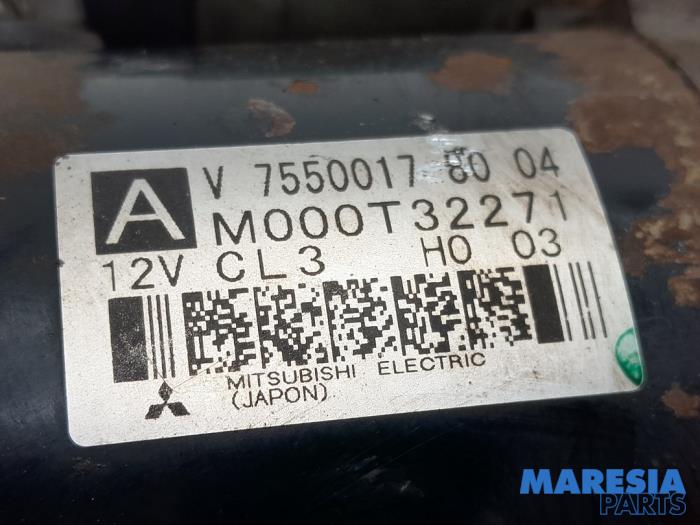 A
V 7550017 80 04
M000T32271
12V CL3 H0 03
MITSUBISHI ELECTRIC
(JAPON)
MARESIA
PARTS